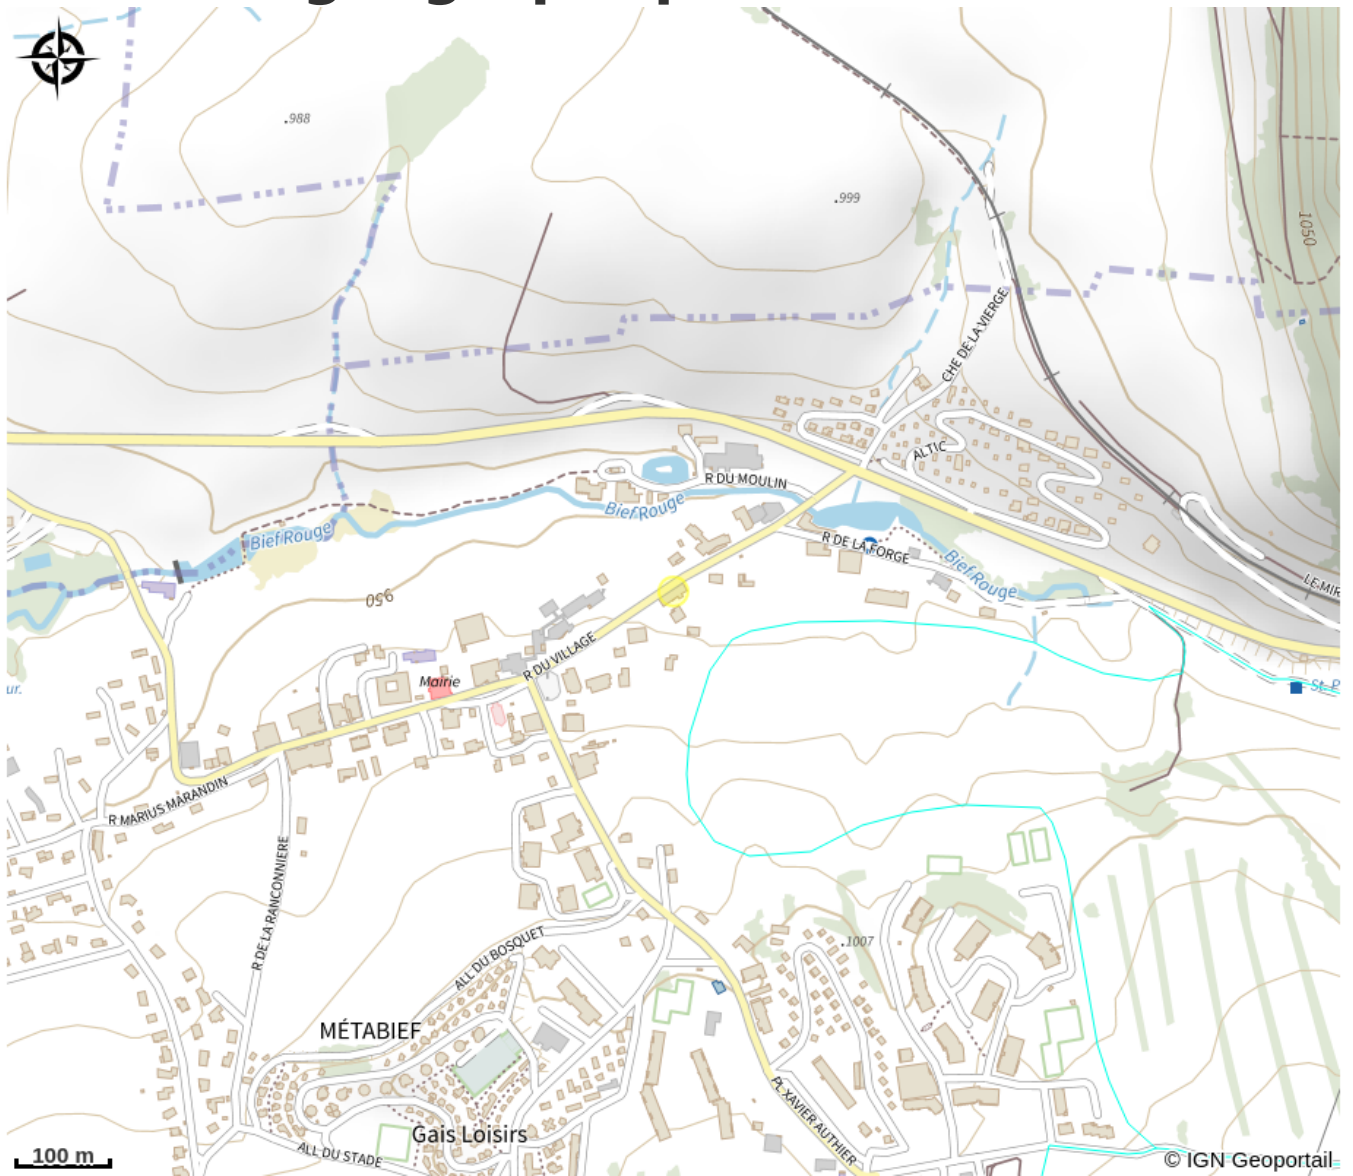 .988
.999
1050
CHE DE LA VIERGE
ALTIC
R DU MOULIN
Bief Rouge
Bief Rouge
R DE LA FORGE
Bief Rouge
LE MIR
950
R DU VILLAGE
Mairie
ur.
St-P
R MARIUS MARANDIN
R DE LA RANCONNIERE
ALL DU BOSQUET
.1007
MÉTABIEF
PL XAVIER AUTHIER
Gais Loisirs
ALL DU STADE
100 m
© IGN Geoportail